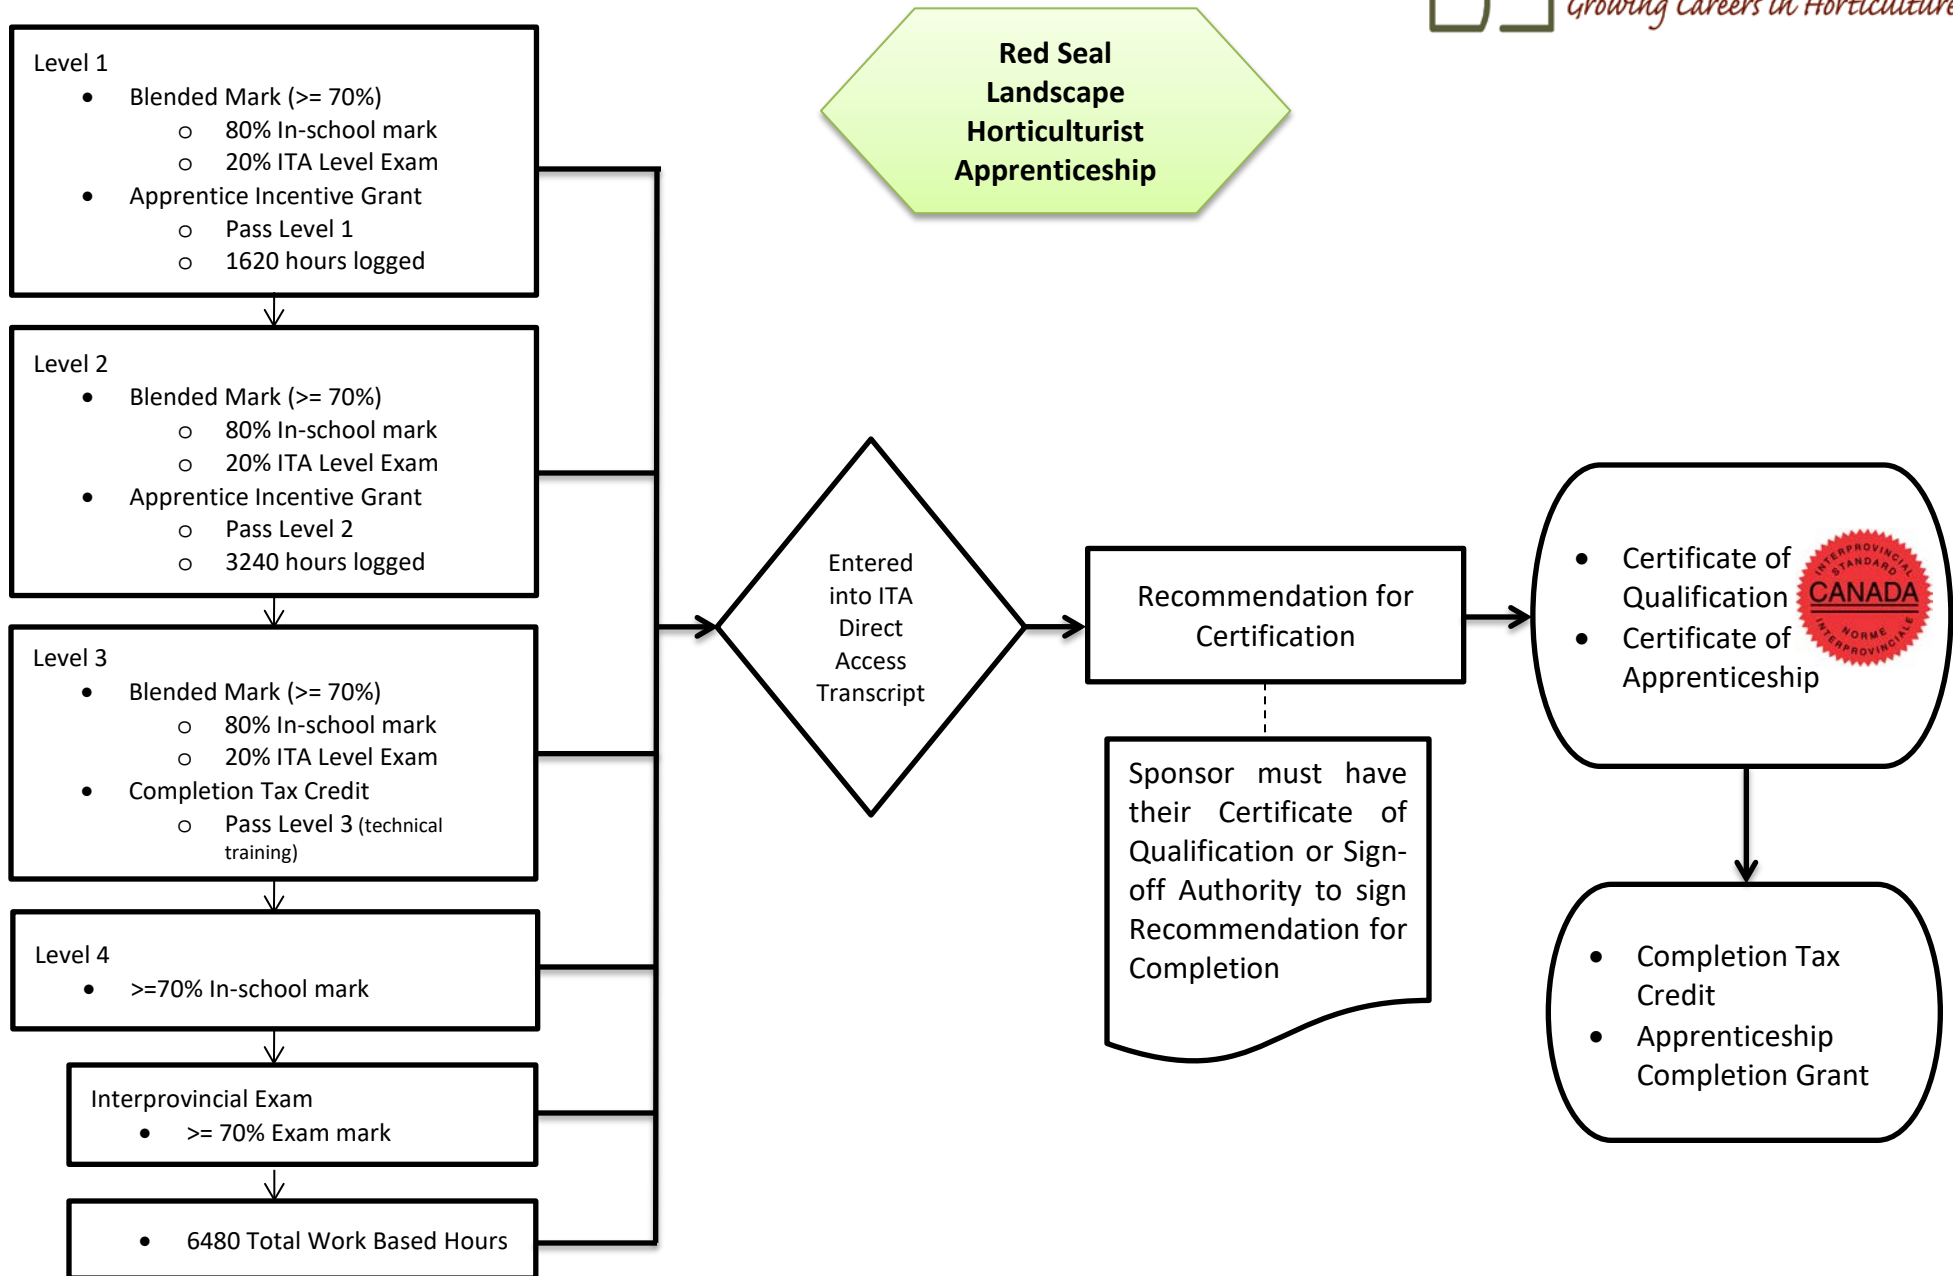 Growing Careers in Horticulture
Red Seal
Landscape
Horticulturist
Apprenticeship
Level 1
• Blended Mark (>= 70%)
o 80% In-school mark
o 20% ITA Level Exam
• Apprentice Incentive Grant
o Pass Level 1
o 1620 hours logged
Level 2
• Blended Mark (>= 70%)
o 80% In-school mark
o 20% ITA Level Exam
• Apprentice Incentive Grant
o Pass Level 2
o 3240 hours logged
Level 3
• Blended Mark (>= 70%)
o 80% In-school mark
o 20% ITA Level Exam
• Completion Tax Credit
o Pass Level 3 (technical
training)
Level 4
• >=70% In-school mark
Interprovincial Exam
• >= 70% Exam mark
• 6480 Total Work Based Hours
Entered
into ITA
Direct
Access
Transcript
Recommendation for
Certification
Sponsor must have
their Certificate of
Qualification or Sign-
off Authority to sign
Recommendation for
Completion
• Certificate of
Qualification
• Certificate of
Apprenticeship
INTERPROVINCIAL
STANDARD
CANADA
NORME
INTERPROVINCIALE
• Completion Tax
Credit
• Apprenticeship
Completion Grant